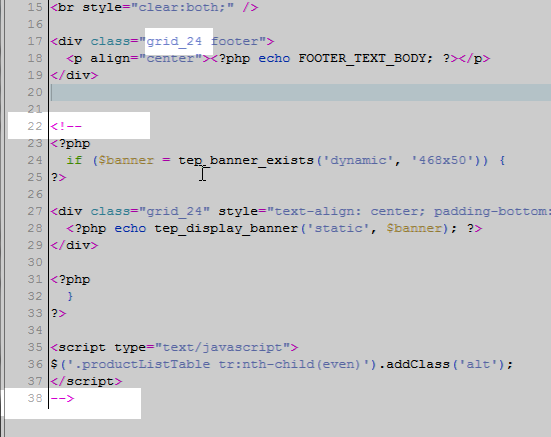 15 <br style="clear:both;" />
16
17 <div class="grid_24 footer">
18   <p align="center"><?php echo FOOTER_TEXT_BODY; ?></p>
19 </div>
20
21
22 <!--
23 <?php
24   if ($banner = tep_banner_exists('dynamic', '468x50')) {
25 ?>
26
27 <div class="grid_24" style="text-align: center; padding-bottom:
28   <?php echo tep_display_banner('static', $banner); ?>
29 </div>
30
31 <?php
32   }
33 ?>
34
35 <script type="text/javascript">
36 $('.productListTable tr:nth-child(even)').addClass('alt');
37 </script>
38 -->